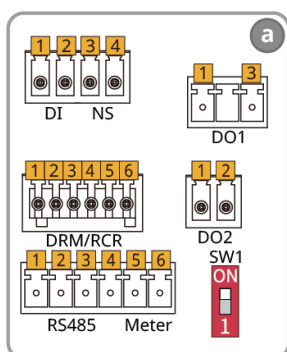 a
1 2 3 4
DI NS
1 3
DO1
1 2 3 4 5 6
DRM/RCR
1 2
DO2
1 2 3 4 5 6
RS485 Meter
SW1
ON
1